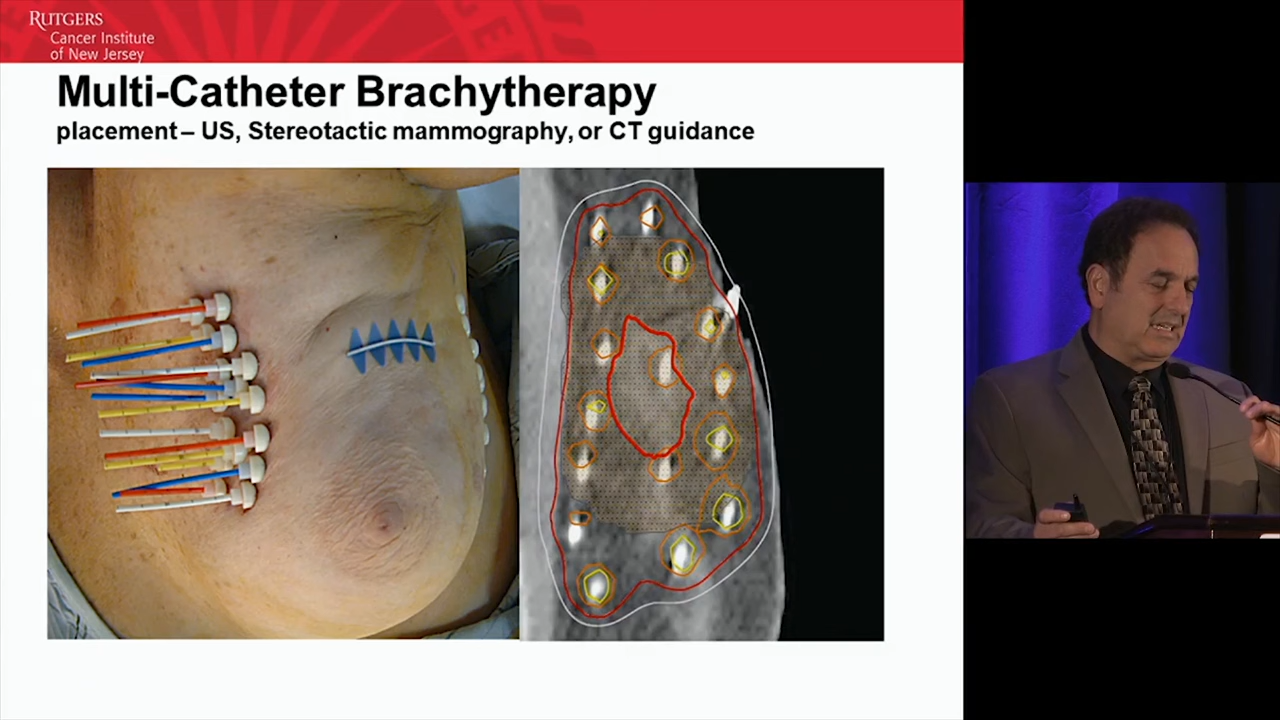 RUTGERS
Cancer Institute
of New Jersey
Multi-Catheter Brachytherapy
placement – US, Stereotactic mammography, or CT guidance